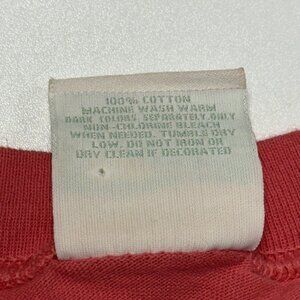 100% COTTON
MACHINE WASH WARM
DARK COLORS, SEPARATELY. ONLY
NON-CHLORINE BLEACH
WHEN NEEDED. TUMBLE DRY
LOW. DO NOT IRON OR
DRY CLEAN IF DECORATED